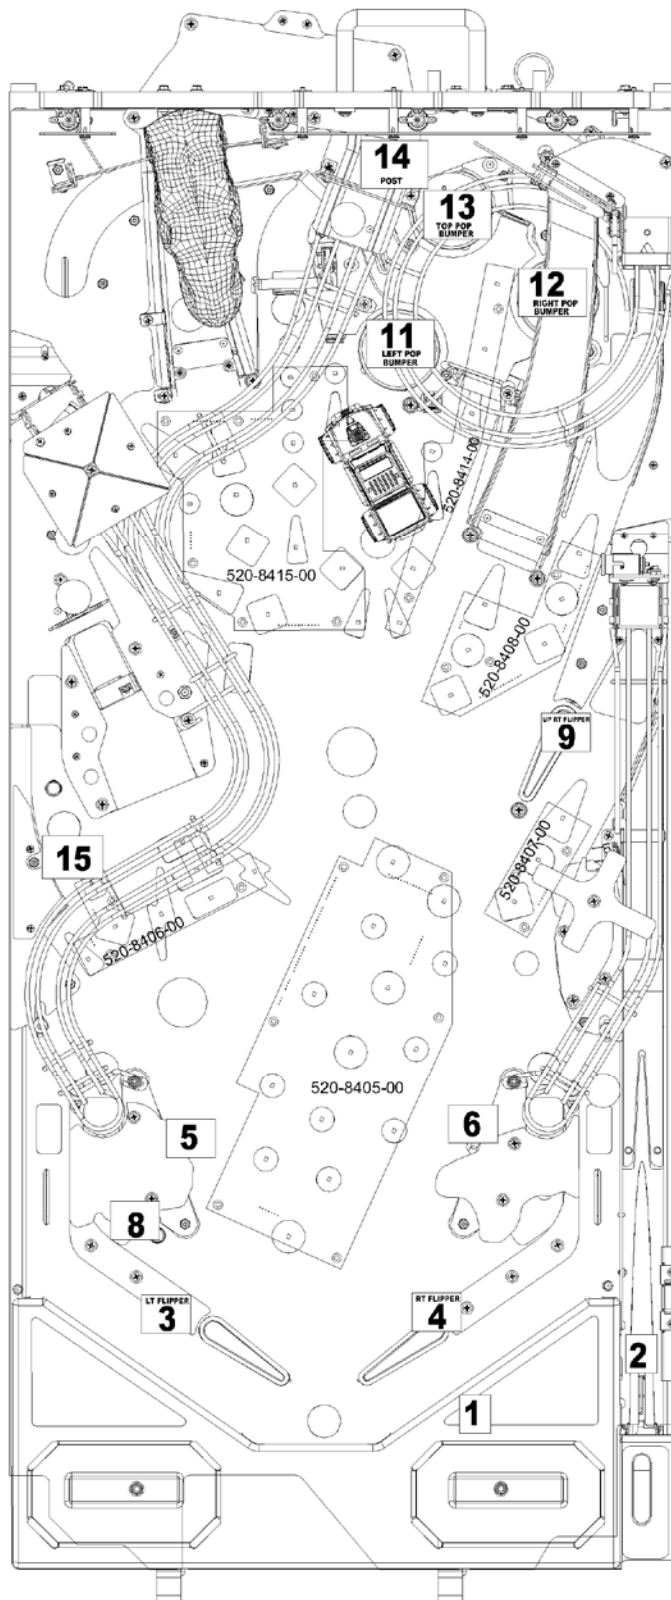 14
POST
13
TOP POP
BUMPER
12
RIGHT POP
BUMPER
11
LEFT POP
BUMPER
520-8414-00
520-8415-00
520-8408-00
UP RT FLIPPER
9
520-8407-00
15
520-8406-00
520-8405-00
5
6
8
LT FLIPPER
3
RT FLIPPER
4
2
1